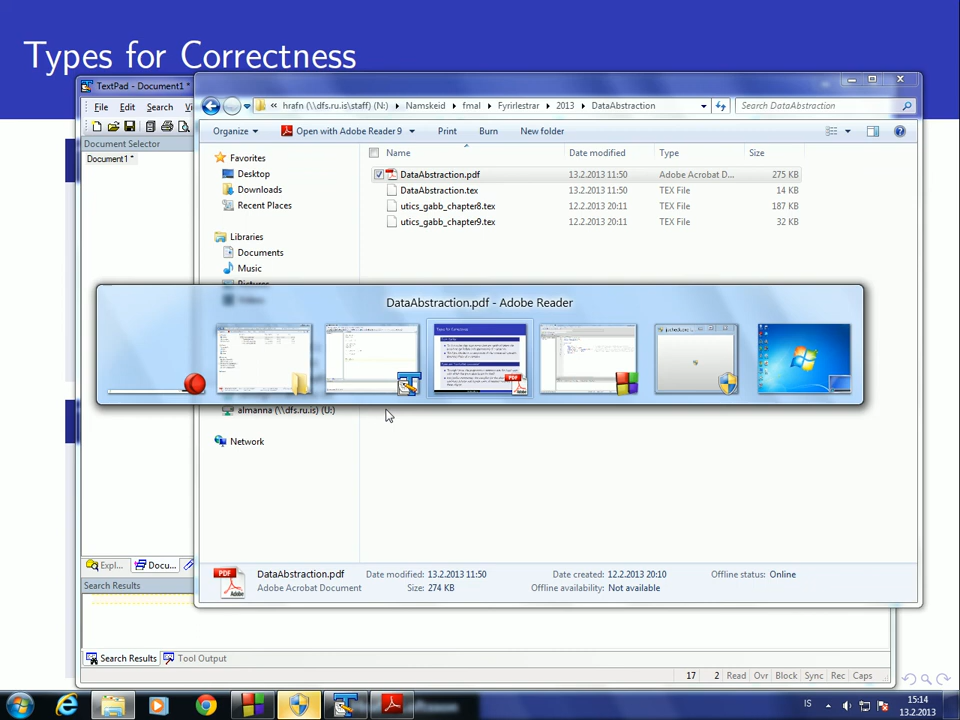 Types for Correctness
TextPad - Document1 *
File Edit Search
Document Selector
Document1 *
« hrafn (\\dfs.ru.is\staff) (N:) Namskeid fmal Fyrirlestrar 2013 DataAbstraction
Search DataAbstraction
Organize Open with Adobe Reader 9 Print Burn New folder
Name Date modified Type Size
DataAbstraction.pdf 13.2.2013 11:50 Adobe Acrobat D... 275 KB
DataAbstraction.tex 13.2.2013 11:50 TEX File 14 KB
utics_gabb_chapter8.tex 12.2.2013 20:11 TEX File 187 KB
utics_gabb_chapter9.tex 12.2.2013 20:11 TEX File 32 KB
Favorites
Desktop
Downloads
Recent Places
Libraries
Documents
Music
Pictures
Videos
DataAbstraction.pdf - Adobe Reader
Types for Correctness
almanna (\\dfs.ru.is) (U:)
Network
Expl... Docu...
Search Results
DataAbstraction.pdf Date modified: 13.2.2013 11:50 Date created: 12.2.2013 20:10 Offline status: Online
Adobe Acrobat Document Size: 274 KB Offline availability: Not available
Search Results Tool Output
17 2 Read Ovr Block Sync Rec Caps
IS 15:14
13.2.2013